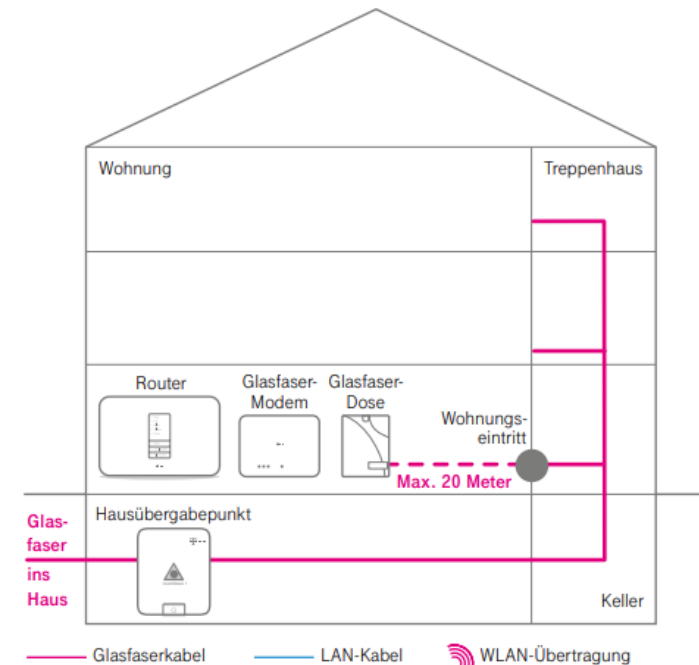 Wohnung
Treppenhaus
Router
Glasfaser-
Modem
Glasfaser-
Dose
Wohnungs-
eintritt
Max. 20 Meter
Glas-
faser
ins
Haus
Hausübergabepunkt
Keller
Glasfaserkabel
LAN-Kabel
WLAN-Übertragung